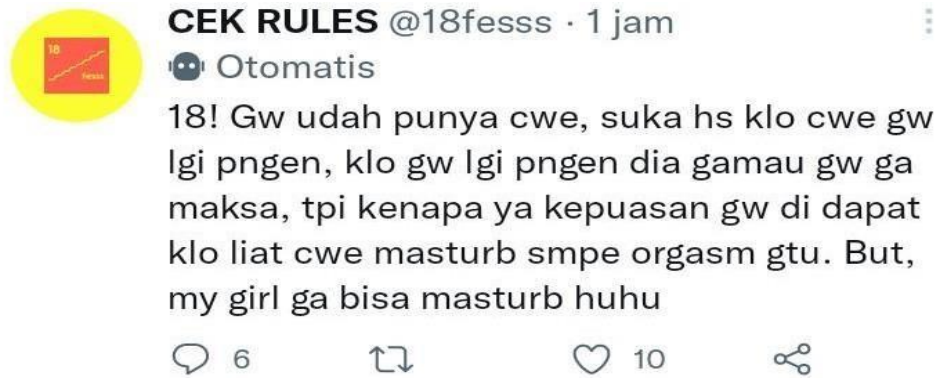 CEK RULES @18fesss · 1 jam
Otomatis
18! Gw udah punya cwe, suka hs klo cwe gw
lgi pngen, klo gw lgi pngen dia gamau gw ga
maksa, tpi kenapa ya kepuasan gw di dapat
klo liat cwe masturb smpe orgasm gtu. But,
my girl ga bisa masturb huhu
6 10
18
fesss